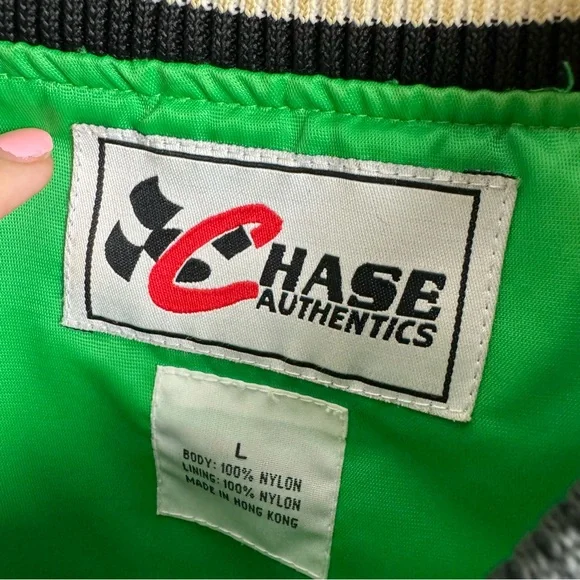 CHASE
AUTHENTICS
L
BODY: 100% NYLON
LINING: 100% NYLON
MADE IN HONG KONG